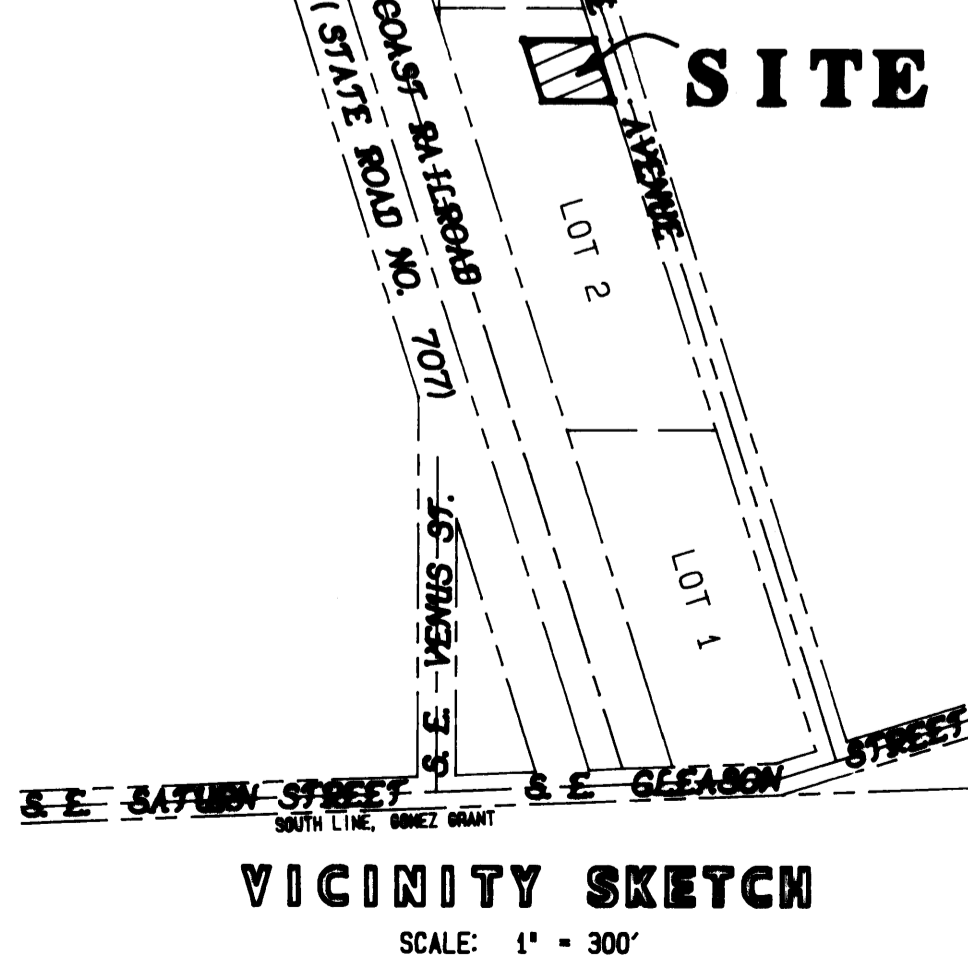 SITE
COAST RAILROAD
(STATE ROAD NO. 707)
AVENUE
LOT 2
LOT 1
S. E. VENUS ST.
S. E. SATURN STREET
S. E. GLEASON STREET
SOUTH LINE, GOMEZ GRANT
VICINITY SKETCH
SCALE: 1" = 300'